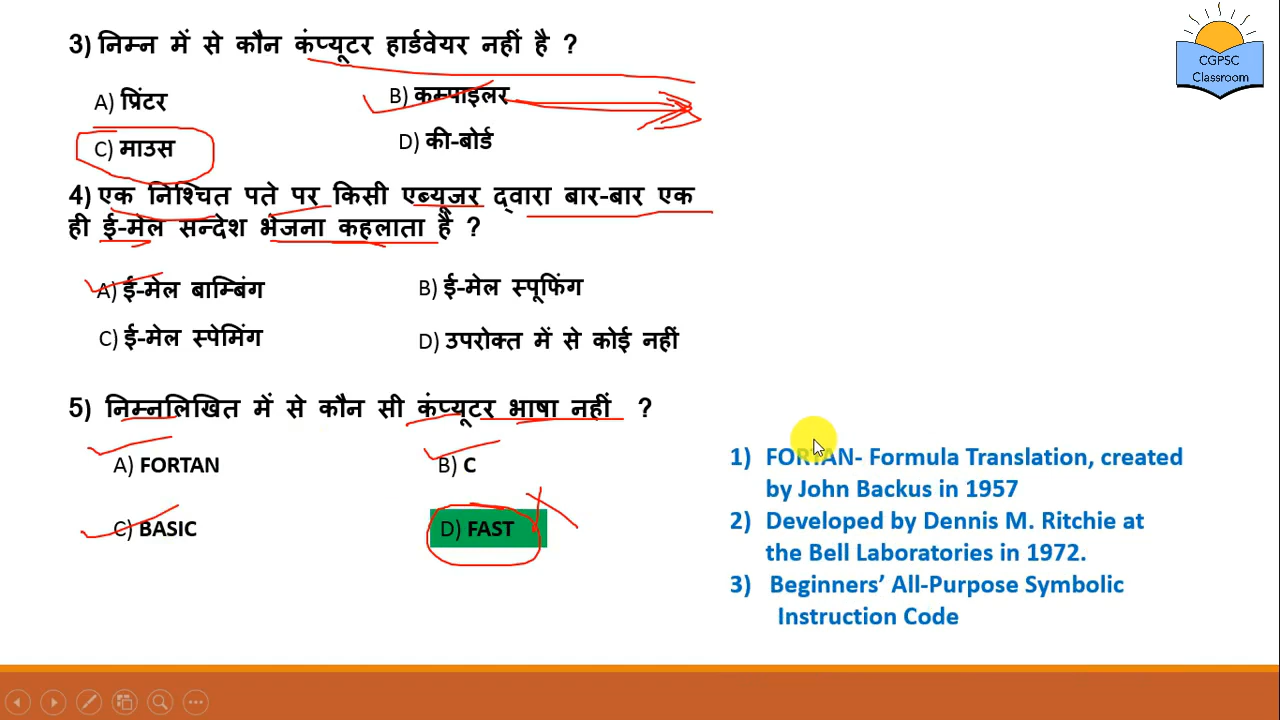 3) निम्न में से कौन कंप्यूटर हार्डवेयर नहीं है ?
CGPSC
Classroom
A) प्रिंटर
B) कम्पाइलर
C) माउस
D) की-बोर्ड
4) एक निश्चित पते पर किसी एब्यूजर द्वारा बार-बार एक
ही ई-मेल सन्देश भेजना कहलाता है ?
A) ई-मेल बाम्बिंग
B) ई-मेल स्पूफिंग
C) ई-मेल स्पेमिंग
D) उपरोक्त में से कोई नहीं
5) निम्नलिखित में से कौन सी कंप्यूटर भाषा नहीं ?
A) FORTAN
B) C
C) BASIC
D) FAST
1) FORTAN- Formula Translation, created
by John Backus in 1957
2) Developed by Dennis M. Ritchie at
the Bell Laboratories in 1972.
3) Beginners’ All-Purpose Symbolic
Instruction Code